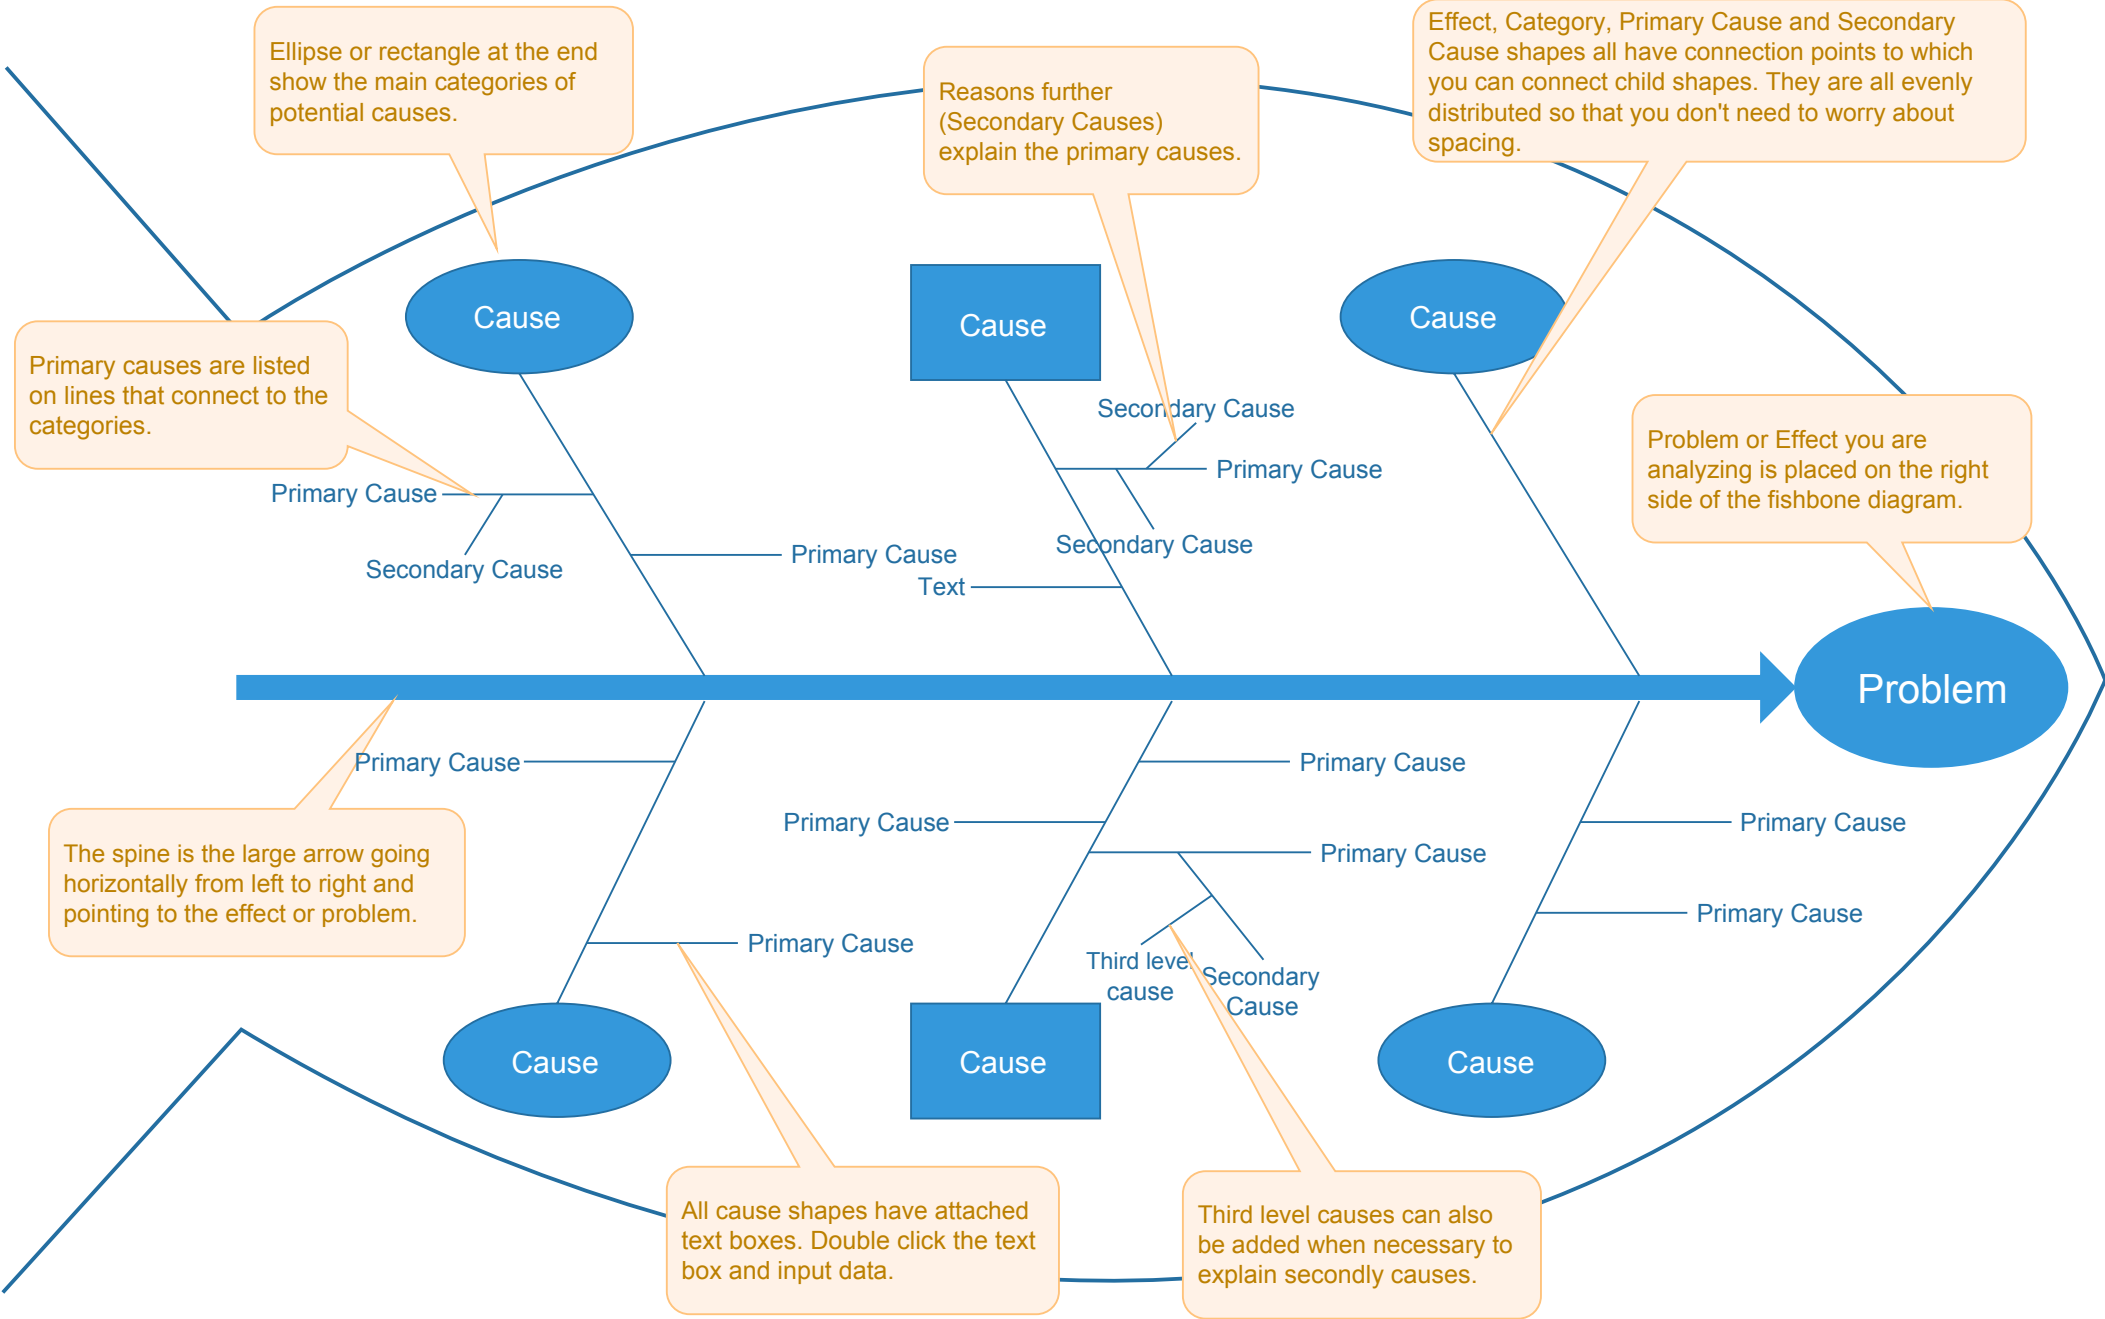 Ellipse or rectangle at the end
show the main categories of
potential causes.
Reasons further
(Secondary Causes)
explain the primary causes.
Effect, Category, Primary Cause and Secondary
Cause shapes all have connection points to which
you can connect child shapes. They are all evenly
distributed so that you don't need to worry about
spacing.
Cause
Cause
Cause
Primary causes are listed
on lines that connect to the
categories.
Secondary Cause
Primary Cause
Problem or Effect you are
analyzing is placed on the right
side of the fishbone diagram.
Primary Cause
Secondary Cause
Primary Cause
Secondary Cause
Text
Problem
Primary Cause
Primary Cause
Primary Cause
Primary Cause
Primary Cause
The spine is the large arrow going
horizontally from left to right and
pointing to the effect or problem.
Primary Cause
Primary Cause
Third level
cause
Secondary
Cause
Cause
Cause
Cause
All cause shapes have attached
text boxes. Double click the text
box and input data.
Third level causes can also
be added when necessary to
explain secondly causes.